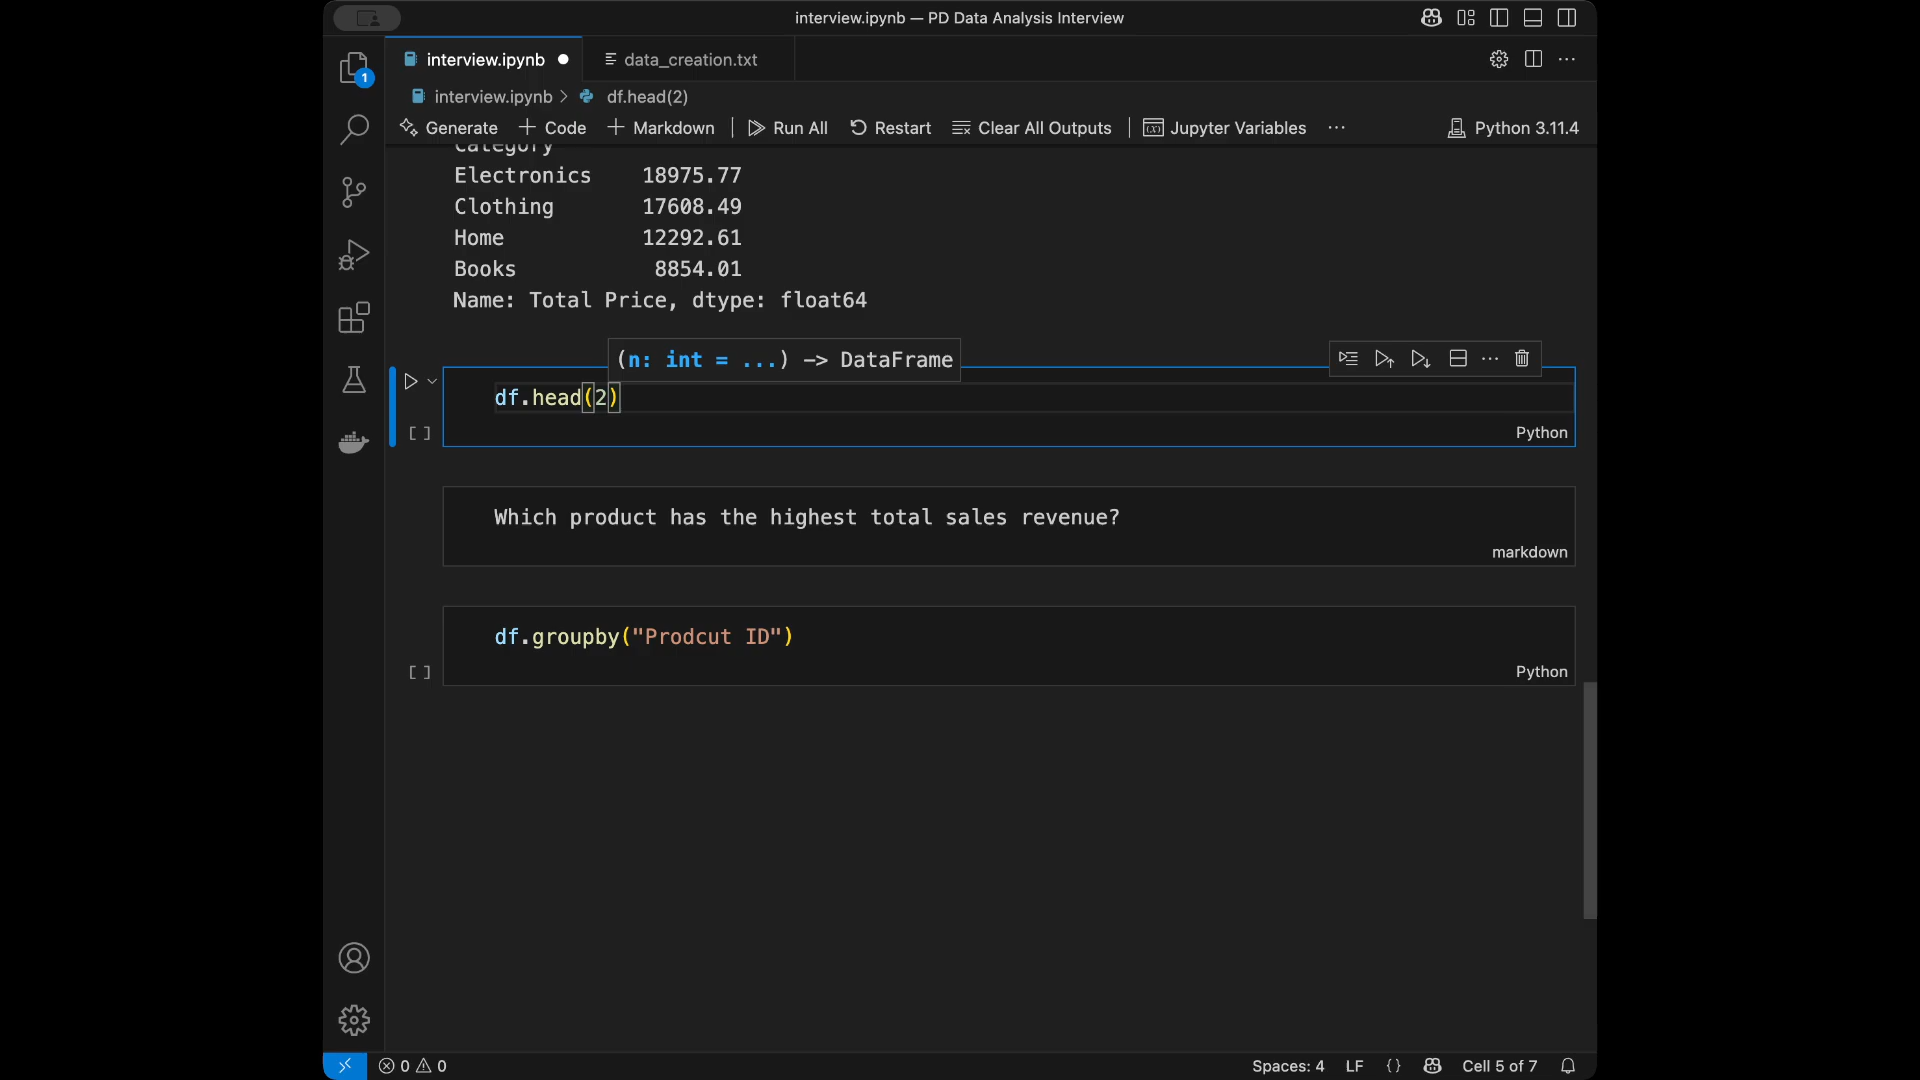 interview.ipynb — PD Data Analysis Interview
interview.ipynb
data_creation.txt
1
interview.ipynb > df.head(2)
Generate + Code + Markdown | Run All Restart Clear All Outputs | Jupyter Variables ... Python 3.11.4
Category
Electronics 18975.77
Clothing 17608.49
Home 12292.61
Books 8854.01
Name: Total Price, dtype: float64
(n: int = ...) -> DataFrame
df.head(2)
[ ]
Python
Which product has the highest total sales revenue?
markdown
df.groupby("Prodcut ID")
[ ]
Python
0 0
Spaces: 4 LF {} Cell 5 of 7